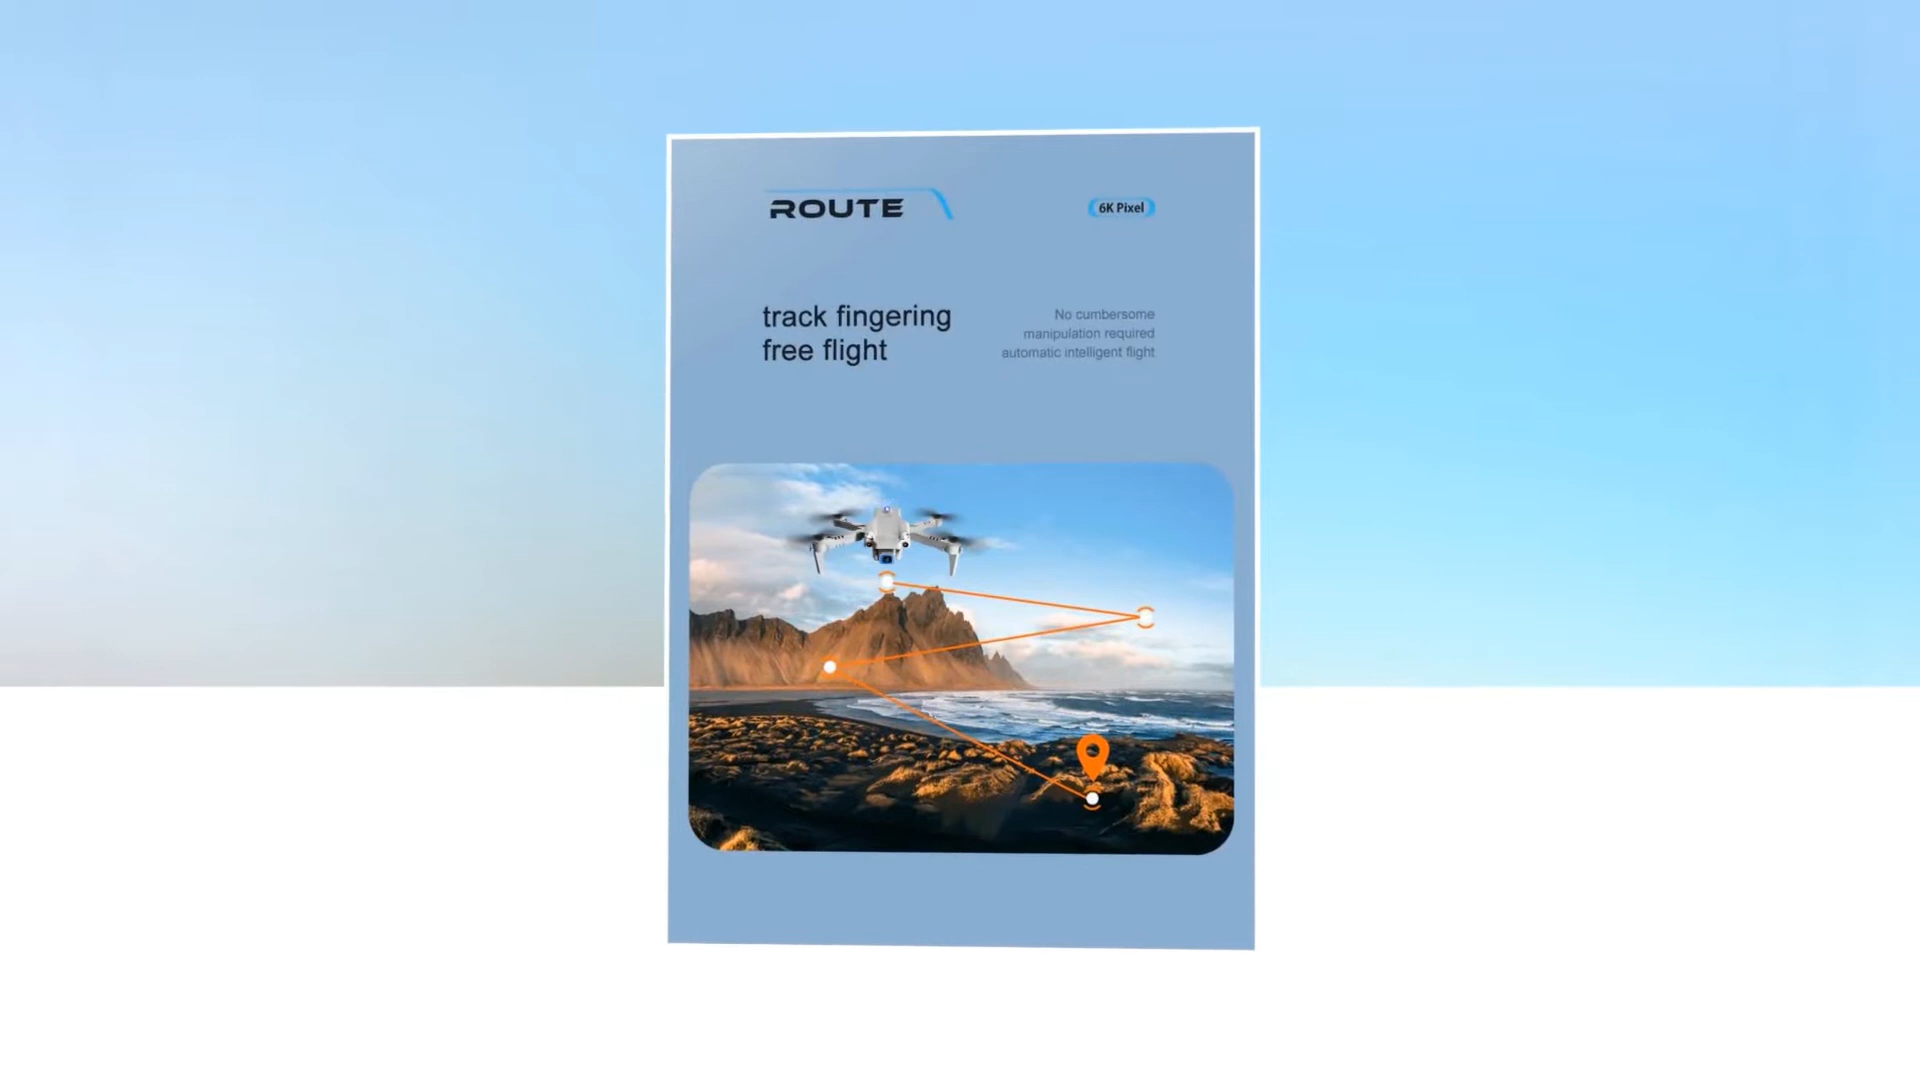 ROUTE
6K Pixel
track fingering
free flight
No cumbersome
manipulation required
automatic intelligent flight